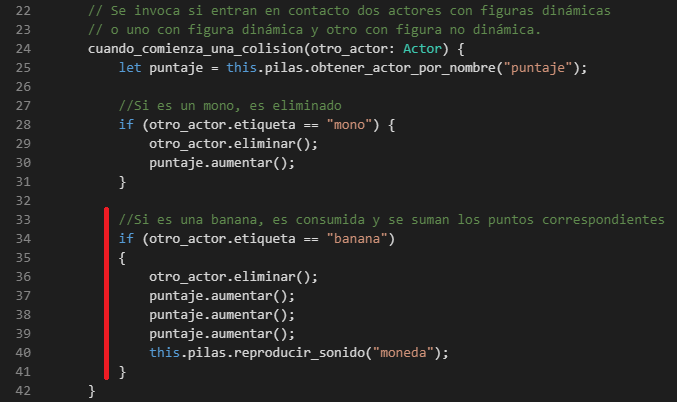 22 // Se invoca si entran en contacto dos actores con figuras dinámicas
23 // o uno con figura dinámica y otro con figura no dinámica.
24 cuando_comienza_una_colision(otro_actor: Actor) {
25 let puntaje = this.pilas.obtener_actor_por_nombre("puntaje");
26
27 //Si es un mono, es eliminado
28 if (otro_actor.etiqueta == "mono") {
29 otro_actor.eliminar();
30 puntaje.aumentar();
31 }
32
33 //Si es una banana, es consumida y se suman los puntos correspondientes
34 if (otro_actor.etiqueta == "banana")
35 {
36 otro_actor.eliminar();
37 puntaje.aumentar();
38 puntaje.aumentar();
39 puntaje.aumentar();
40 this.pilas.reproducir_sonido("moneda");
41 }
42 }